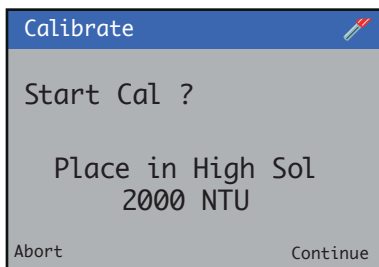 Calibrate
Start Cal ?
Place in High Sol
2000 NTU
Abort Continue